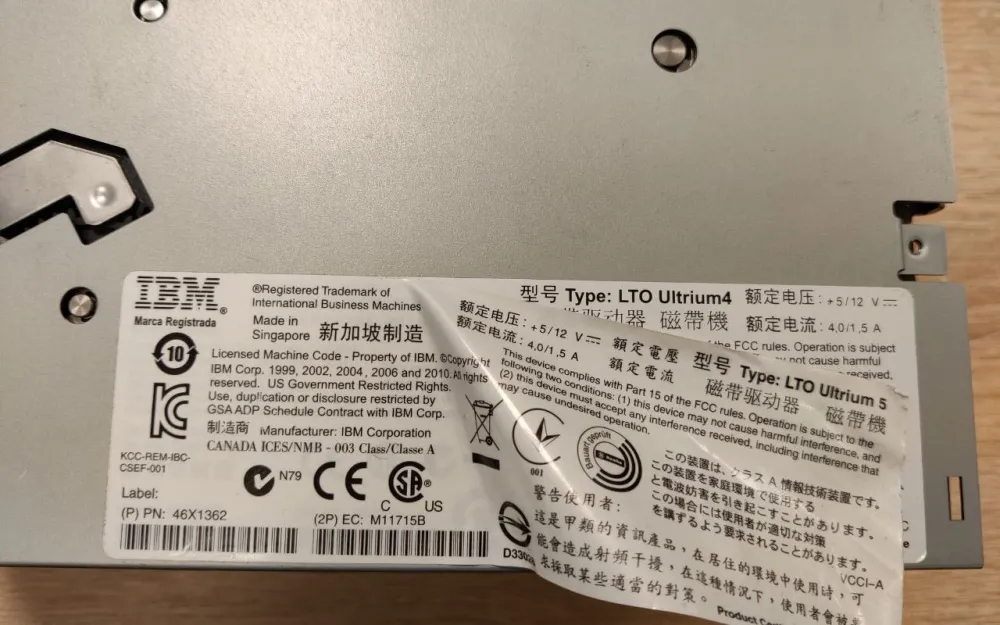 IBM®
Marca Registrada
®Registered Trademark of
International Business Machines
Made in
Singapore 新加坡制造
10
Licensed Machine Code - Property of IBM. ©Copyright
IBM Corp. 1999, 2002, 2004, 2006 and 2010. All rights
reserved. US Government Restricted Rights.
Use, duplication or disclosure restricted by
GSA ADP Schedule Contract with IBM Corp.
制造商 Manufacturer: IBM Corporation
CANADA ICES/NMB - 003 Class/Classe A
KCC-REM-IBC-
CSEF-001
N79
CE
C SA® US
Label:
(P) PN: 46X1362
(2P) EC: M11715B
型号 Type: LTO Ultrium4 额定电压: +5/12 V
驱动器 磁帶機 额定电流: 4,0/1,5 A
the FCC rules. Operation is subject
may not cause harmful
received,
额定电压: +5/12 V 額定電壓 型号 Type: LTO Ultrium 5
额定电流: 4,0/1,5 A 額定電流 磁带驱动器 磁帶機
This device complies with Part 15 of the FCC rules. Operation is subject to the
following two conditions: (1) this device may not cause harmful interference, and
(2) this device must accept any interference received, including interference that
may cause undesired operation.
001
Bauart geprüft
この装置は、クラス A 情報技術装置です。
この装置を家庭環境で使用する
と電波妨害を引き起こすことがあります。
この場合には使用者が適切な対策
を講ずるよう要求されることがあります。
VCCI-A
警告使用者:
這是甲類的資訊產品，在居住的環境中使用時，可
能會造成射頻干擾，在這種情況下，使用者會被
求採取某些適當的對策。
Product